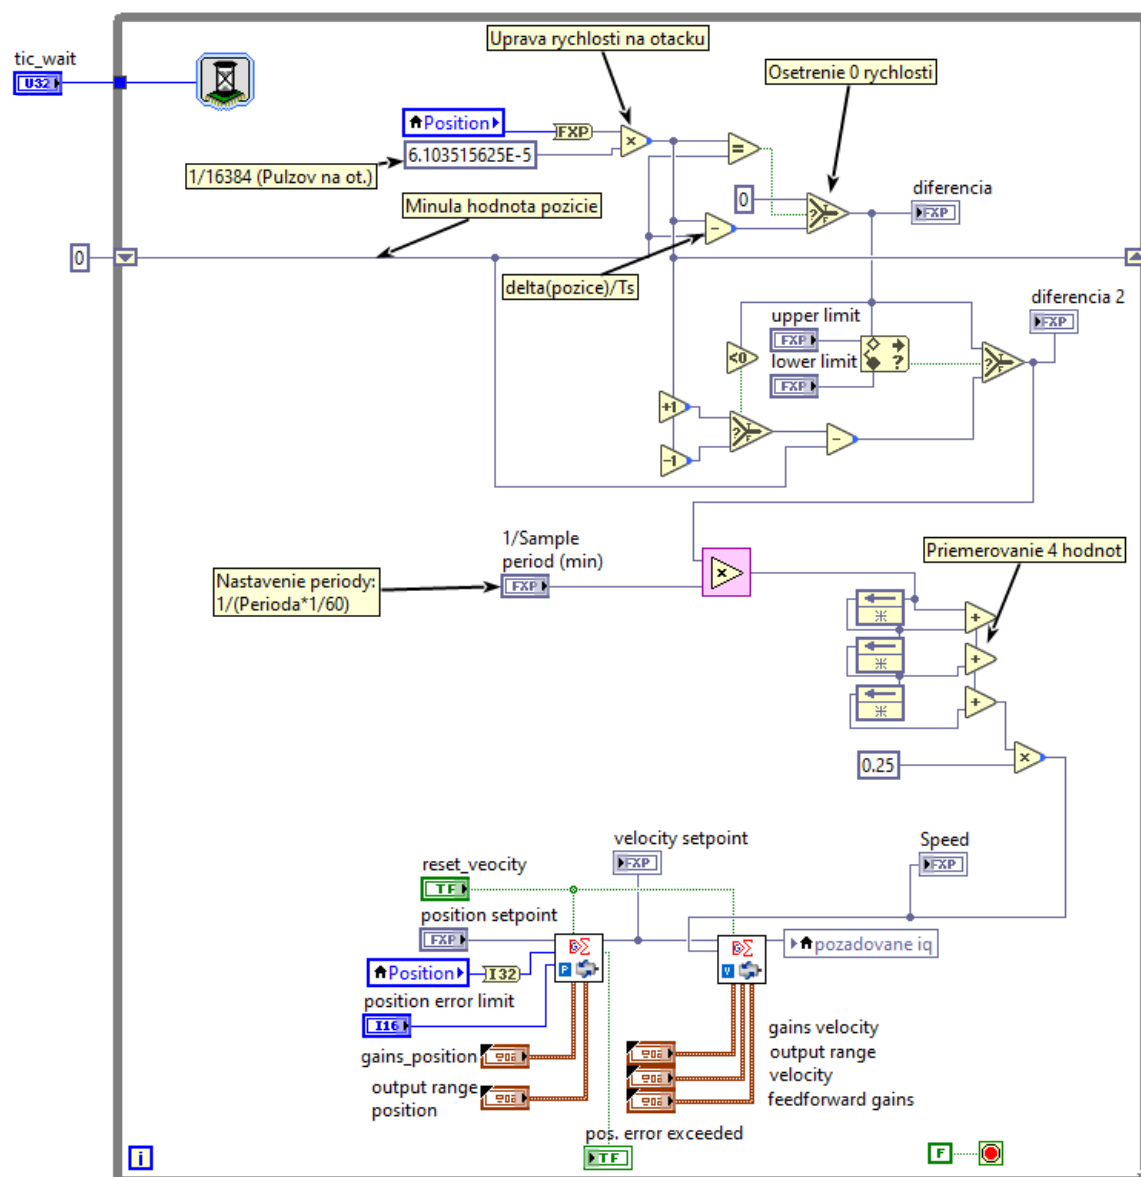 Uprava rychlosti na otacku
tic_wait
U32
Osetrenie 0 rychlosti
Position
FXP
x
=
6.103515625E-5
1/16384 (Pulzov na ot.)
0
diferencia
FXP
Minula hodnota pozicie
?
T
F
-
0
delta(pozice)/Ts
diferencia 2
FXP
upper limit
FXP
<0
?
?
T
F
lower limit
FXP
+1
?
T
F
-
-1
1/Sample
period (min)
FXP
x
Priemerovanie 4 hodnot
Nastavenie periody:
1/(Perioda*1/60)
+
+
+
0.25
x
velocity setpoint
FXP
Speed
FXP
reset_veocity
TF
position setpoint
FXP
P
V
pozadovane iq
Position
I32
position error limit
I16
gains_position
output range
position
gains velocity
output range
velocity
feedforward gains
pos. error exceeded
TF
i
F